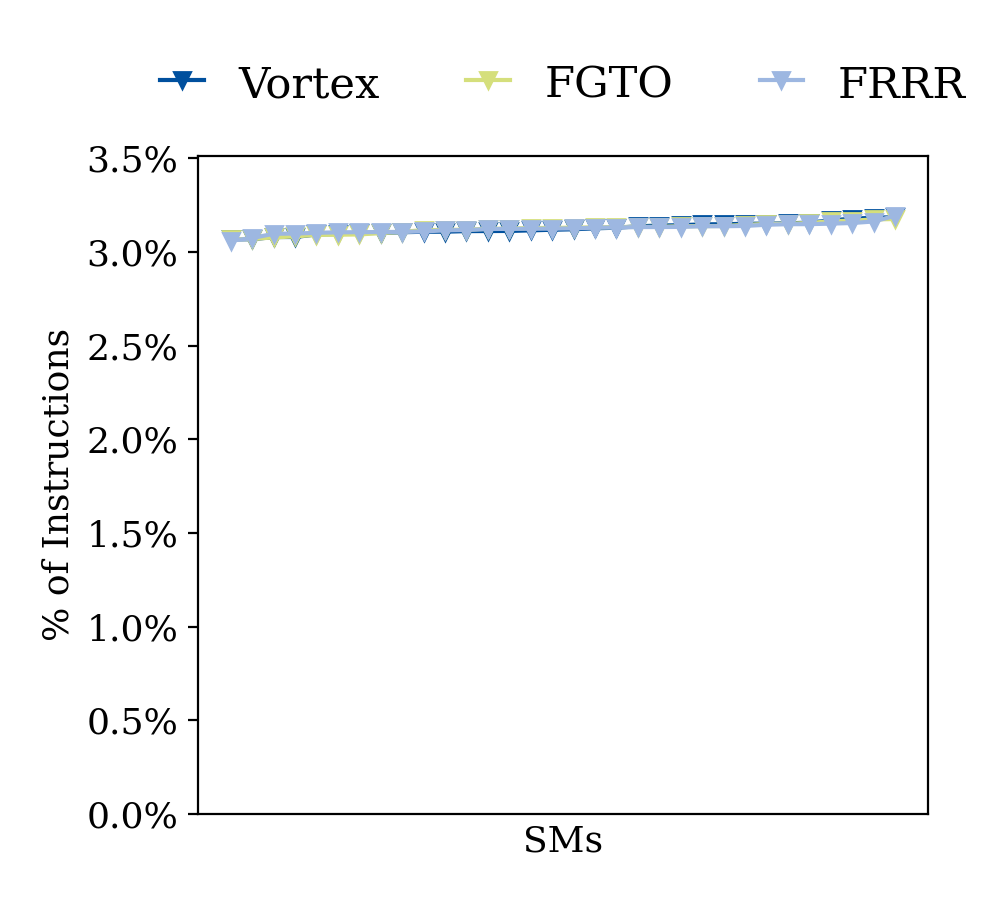 Vortex FGTO FRRR
3.5%
3.0%
2.5%
2.0%
1.5%
1.0%
0.5%
0.0%
% of Instructions
SMs